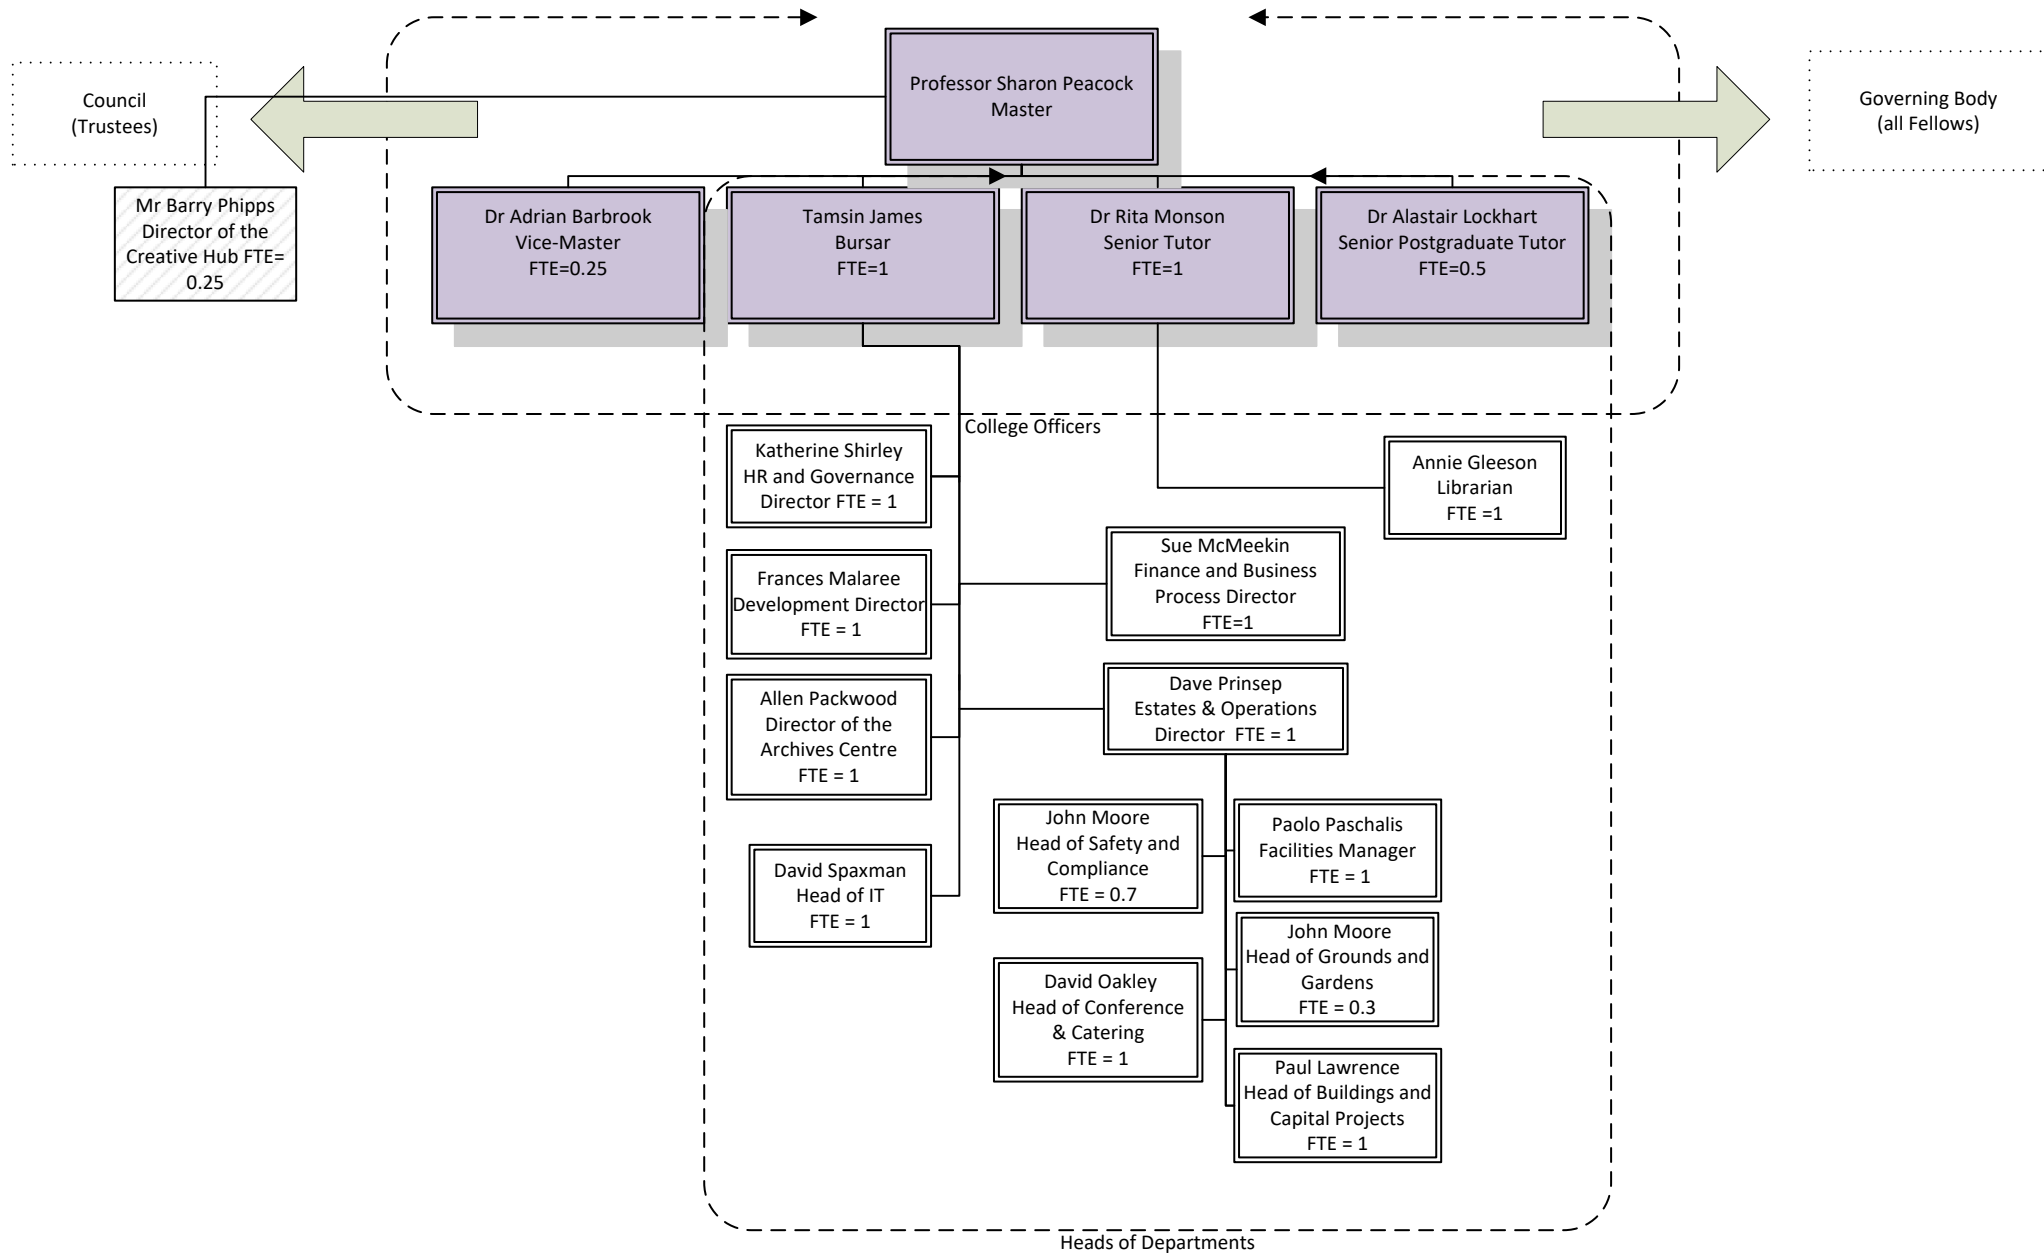 Professor Sharon Peacock
Master
Council
(Trustees)
Governing Body
(all Fellows)
Mr Barry Phipps
Director of the
Creative Hub FTE=
0.25
Dr Adrian Barbrook
Vice-Master
FTE=0.25
Tamsin James
Bursar
FTE=1
Dr Rita Monson
Senior Tutor
FTE=1
Dr Alastair Lockhart
Senior Postgraduate Tutor
FTE=0.5
College Officers
Katherine Shirley
HR and Governance
Director FTE = 1
Annie Gleeson
Librarian
FTE =1
Sue McMeekin
Finance and Business
Process Director
FTE=1
Frances Malaree
Development Director
FTE = 1
Allen Packwood
Director of the
Archives Centre
FTE = 1
Dave Prinsep
Estates & Operations
Director  FTE = 1
David Spaxman
Head of IT
FTE = 1
John Moore
Head of Safety and
Compliance
FTE = 0.7
Paolo Paschalis
Facilities Manager
FTE = 1
John Moore
Head of Grounds and
Gardens
FTE = 0.3
David Oakley
Head of Conference
& Catering
FTE = 1
Paul Lawrence
Head of Buildings and
Capital Projects
FTE = 1
Heads of Departments